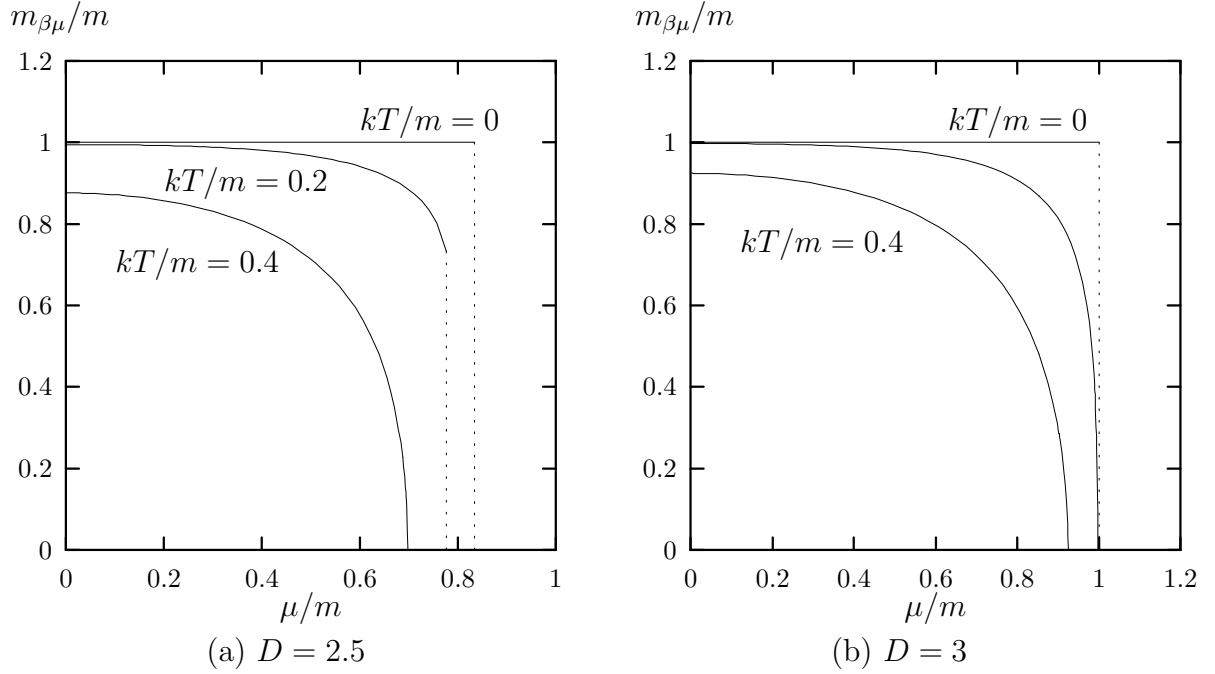 m_{βμ}/m
1.2
1
0.8
0.6
0.4
0.2
0
0 0.2 0.4 0.6 0.8 1
kT/m = 0
kT/m = 0.2
kT/m = 0.4
μ/m
(a) D = 2.5
m_{βμ}/m
1.2
1
0.8
0.6
0.4
0.2
0
0 0.2 0.4 0.6 0.8 1 1.2
kT/m = 0
kT/m = 0.4
μ/m
(b) D = 3